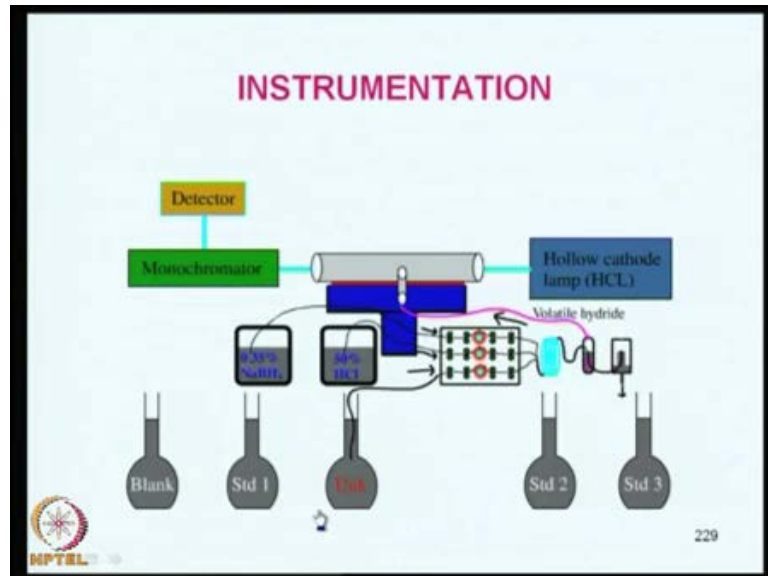 INSTRUMENTATION
Detector
Monochromator
Hollow cathode
lamp (HCL)
Volatile hydride
0.35%
NaBH₄
50%
HCl
Blank
Std 1
Unk
Std 2
Std 3
229
NPTEL